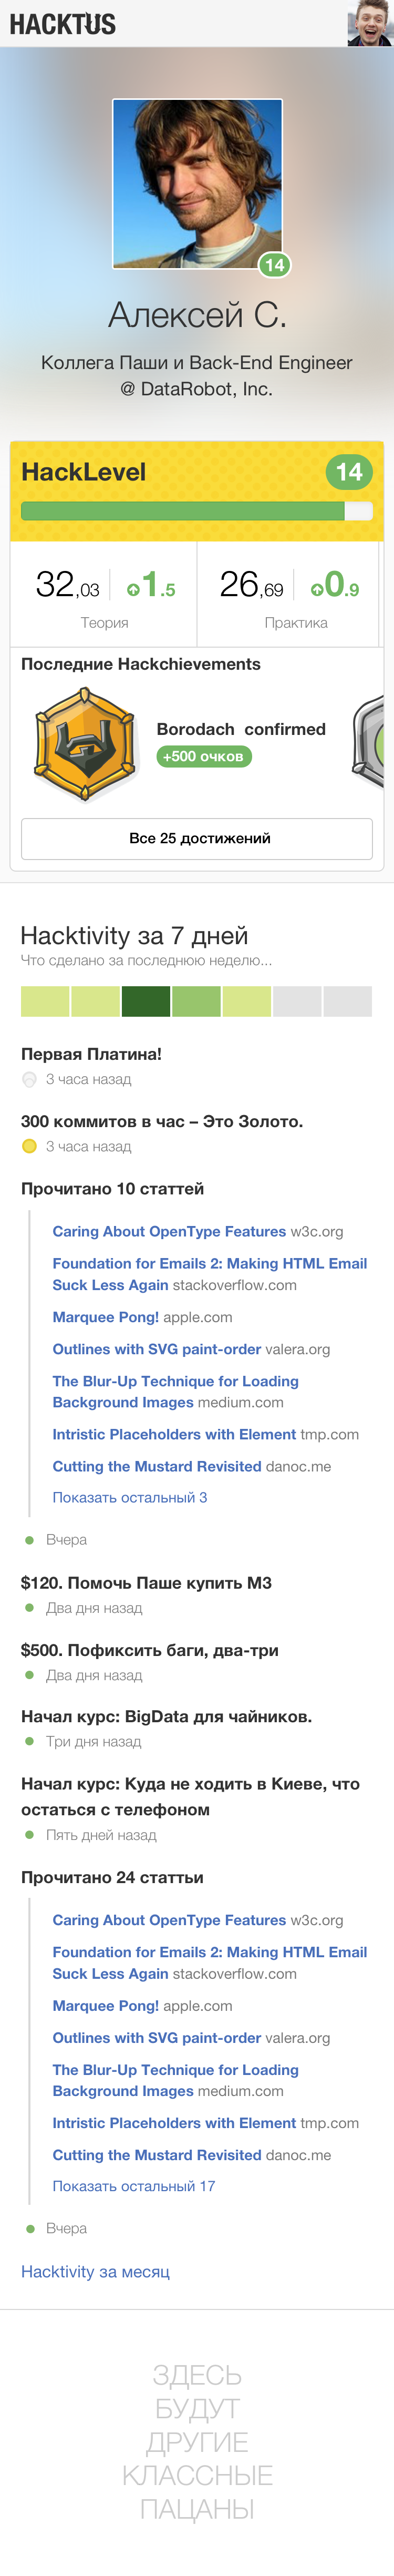 HACKTUS
14
Алексей С.
Коллега Паши и Back-End Engineer
@ DataRobot, Inc.
HackLevel 14
32,03 1.5 26,69 0.9
Теория Практика
Последние Hackchievements
Borodach confirmed
+500 очков
Все 25 достижений
Hacktivity за 7 дней
Что сделано за последнюю неделю...
Первая Платина!
3 часа назад
300 коммитов в час – Это Золото.
3 часа назад
Прочитано 10 статтей
Caring About OpenType Features w3c.org
Foundation for Emails 2: Making HTML Email
Suck Less Again stackoverflow.com
Marquee Pong! apple.com
Outlines with SVG paint-order valera.org
The Blur-Up Technique for Loading
Background Images medium.com
Intristic Placeholders with Element tmp.com
Cutting the Mustard Revisited danoc.me
Показать остальный 3
Вчера
$120. Помочь Паше купить М3
Два дня назад
$500. Пофиксить баги, два-три
Два дня назад
Начал курс: BigData для чайников.
Три дня назад
Начал курс: Куда не ходить в Киеве, что
остаться с телефоном
Пять дней назад
Прочитано 24 статтьи
Caring About OpenType Features w3c.org
Foundation for Emails 2: Making HTML Email
Suck Less Again stackoverflow.com
Marquee Pong! apple.com
Outlines with SVG paint-order valera.org
The Blur-Up Technique for Loading
Background Images medium.com
Intristic Placeholders with Element tmp.com
Cutting the Mustard Revisited danoc.me
Показать остальный 17
Вчера
Hacktivity за месяц
ЗДЕСЬ
БУДУТ
ДРУГИЕ
КЛАССНЫЕ
ПАЦАНЫ